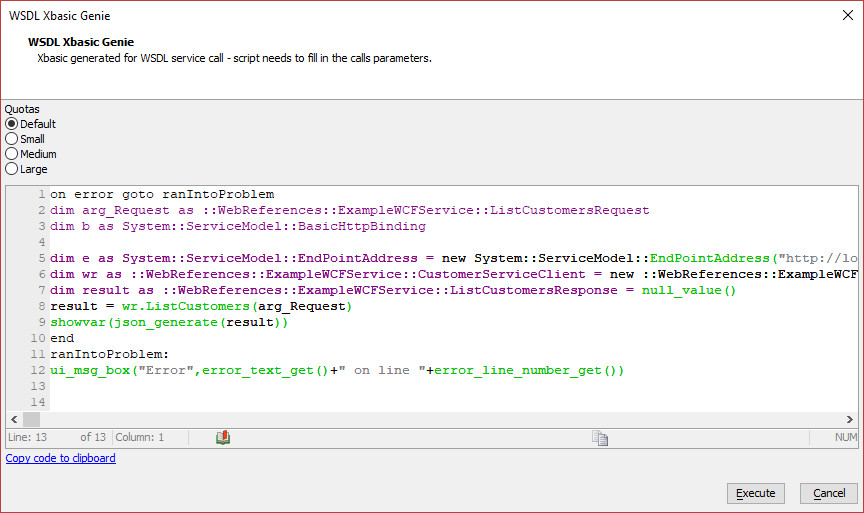 WSDL Xbasic Genie
WSDL Xbasic Genie
Xbasic generated for WSDL service call - script needs to fill in the calls parameters.
Quotas
Default
Small
Medium
Large
1 on error goto ranIntoProblem
2 dim arg_Request as ::WebReferences::ExampleWCFService::ListCustomersRequest
3 dim b as System::ServiceModel::BasicHttpBinding
4
5 dim e as System::ServiceModel::EndPointAddress = new System::ServiceModel::EndPointAddress("http://lo
6 dim wr as ::WebReferences::ExampleWCFService::CustomerServiceClient = new ::WebReferences::ExampleWCF
7 dim result as ::WebReferences::ExampleWCFService::ListCustomersResponse = null_value()
8 result = wr.ListCustomers(arg_Request)
9 showvar(json_generate(result))
10 end
11 ranIntoProblem:
12 ui_msg_box("Error",error_text_get()+" on line "+error_line_number_get())
13
14
Line: 13 of 13 Column: 1 NUM
Copy code to clipboard
Execute Cancel